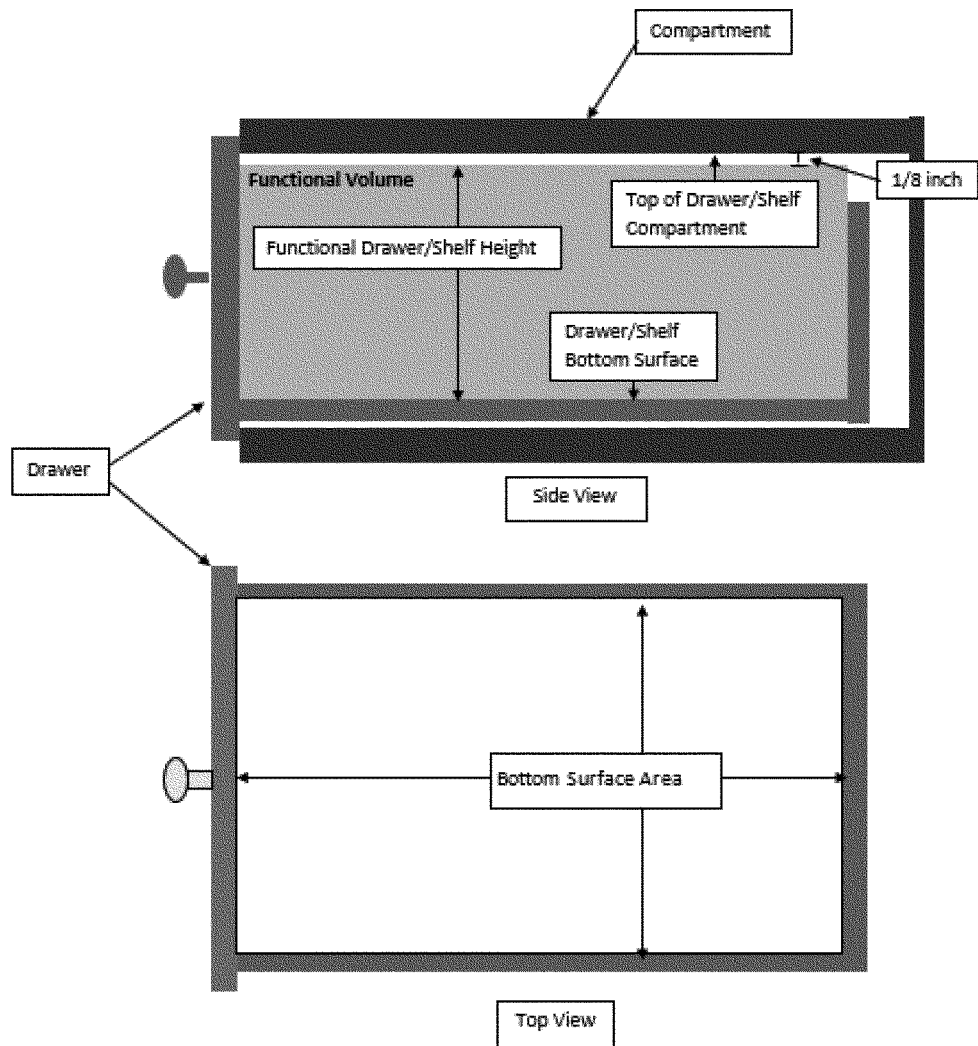 Compartment
Functional Volume
1/8 inch
Top of Drawer/Shelf
Compartment
Functional Drawer/Shelf Height
Drawer/Shelf
Bottom Surface
Drawer
Side View
Bottom Surface Area
Top View